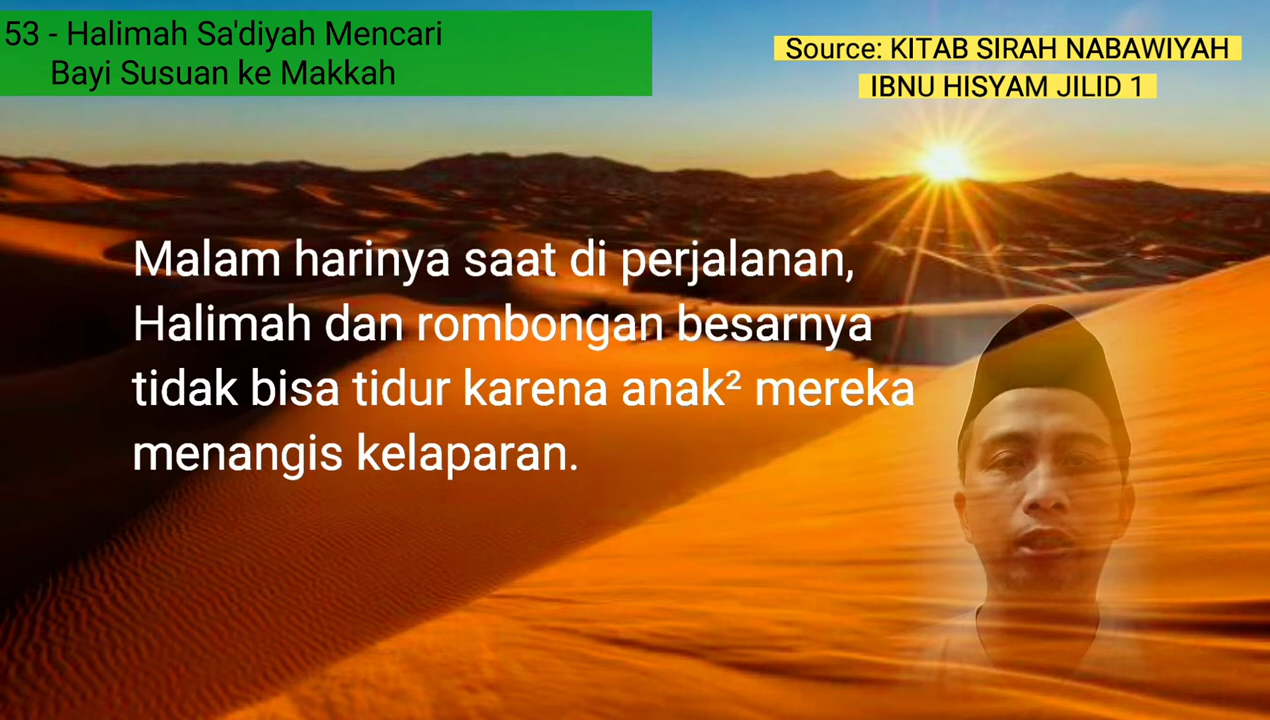 53 - Halimah Sa'diyah Mencari
Bayi Susuan ke Makkah
Source: KITAB SIRAH NABAWIYAH
IBNU HISYAM JILID 1
Malam harinya saat di perjalanan,
Halimah dan rombongan besarnya
tidak bisa tidur karena anak² mereka
menangis kelaparan.